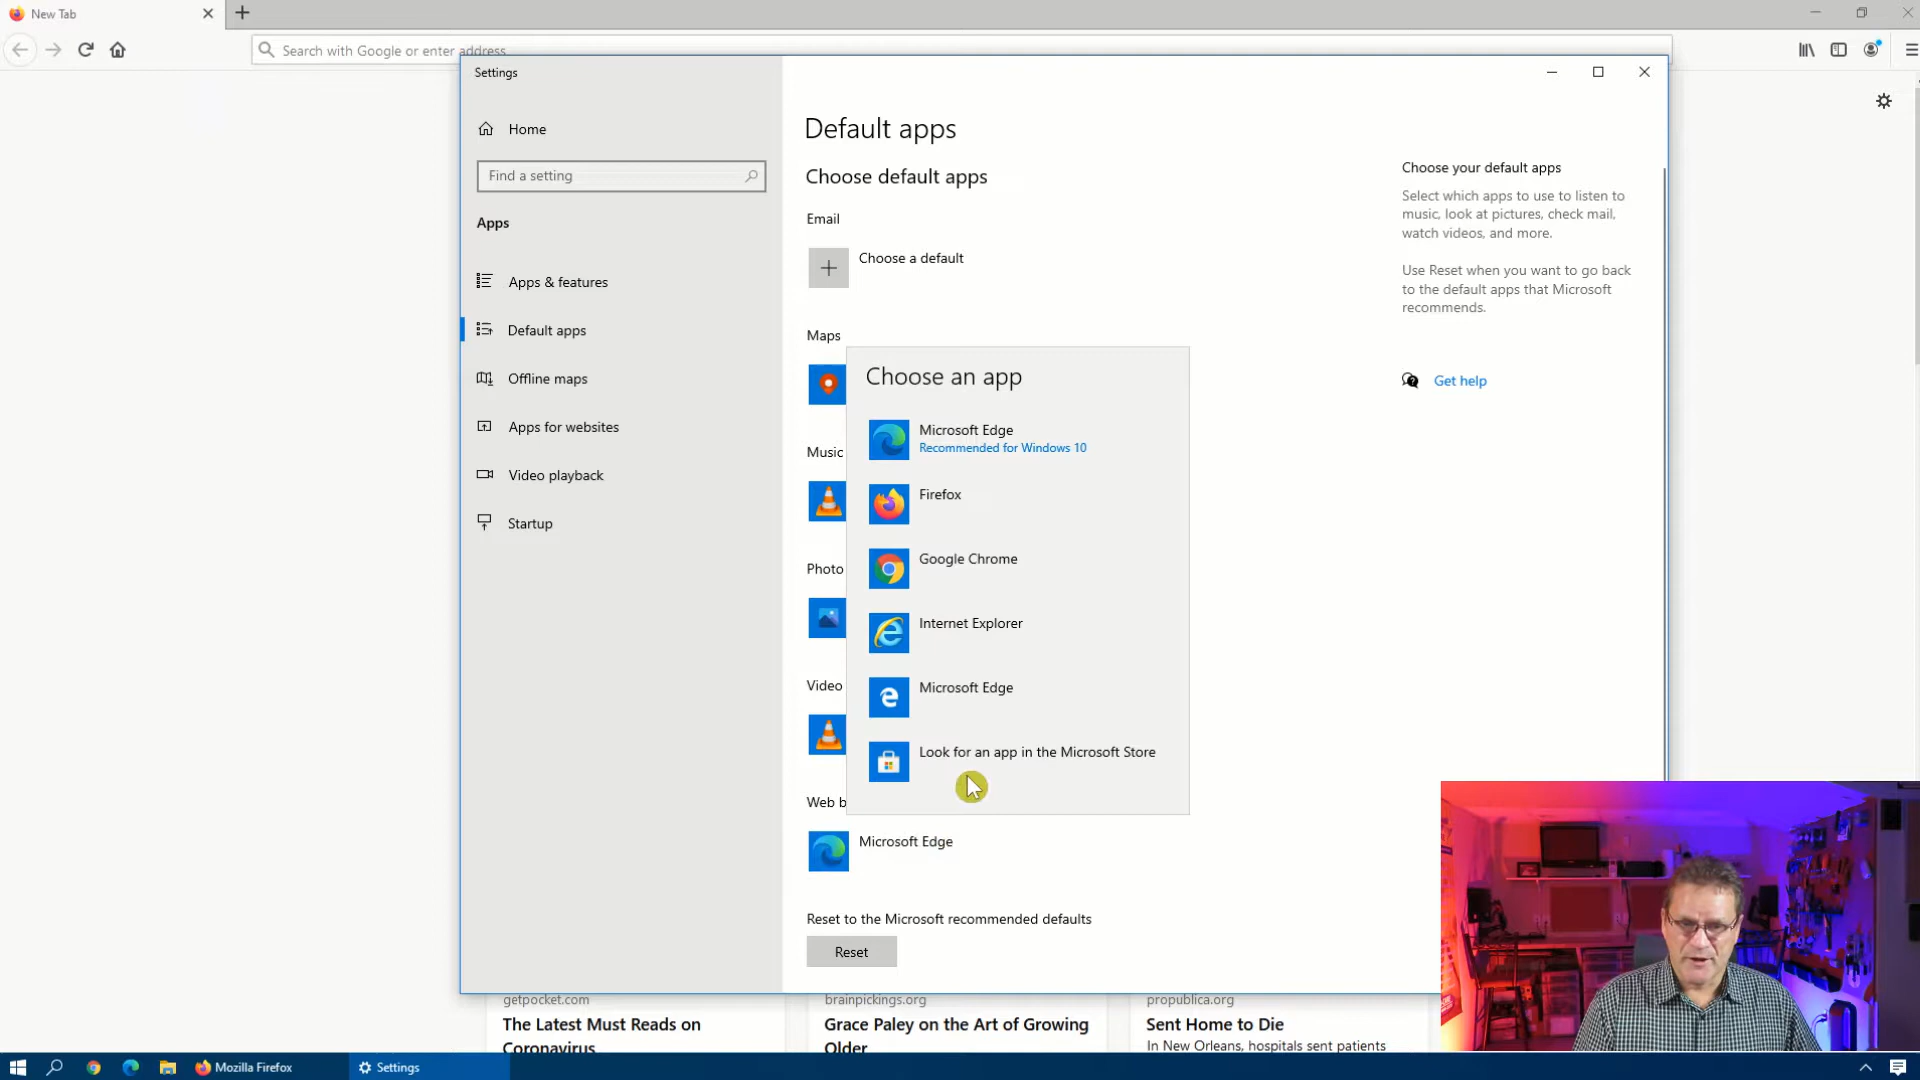 New Tab
Search with Google or enter address
Settings
Home
Find a setting
Apps
Apps & features
Default apps
Offline maps
Apps for websites
Video playback
Startup
Default apps
Choose default apps
Email
Choose a default
Maps
Music
Photo
Video
Web b
Choose an app
Microsoft Edge
Recommended for Windows 10
Firefox
Google Chrome
Internet Explorer
Microsoft Edge
Look for an app in the Microsoft Store
Microsoft Edge
Reset to the Microsoft recommended defaults
Reset
Choose your default apps
Select which apps to use to listen to
music, look at pictures, check mail,
watch videos, and more.
Use Reset when you want to go back
to the default apps that Microsoft
recommends.
Get help
getpocket.com
The Latest Must Reads on
Coronavirus
brainpickings.org
Grace Paley on the Art of Growing
Older
propublica.org
Sent Home to Die
In New Orleans, hospitals sent patients
Mozilla Firefox
Settings